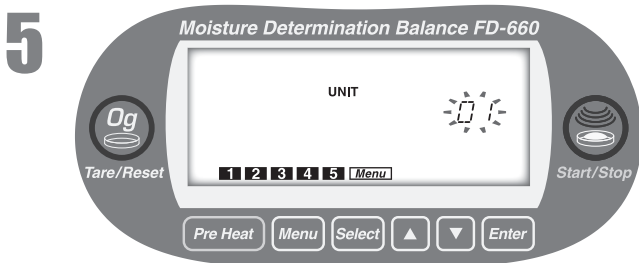 5
Moisture Determination Balance FD-660
UNIT
01
0g
Tare/Reset
Start/Stop
1 2 3 4 5 Menu
Pre Heat Menu Select ▲ ▼ Enter